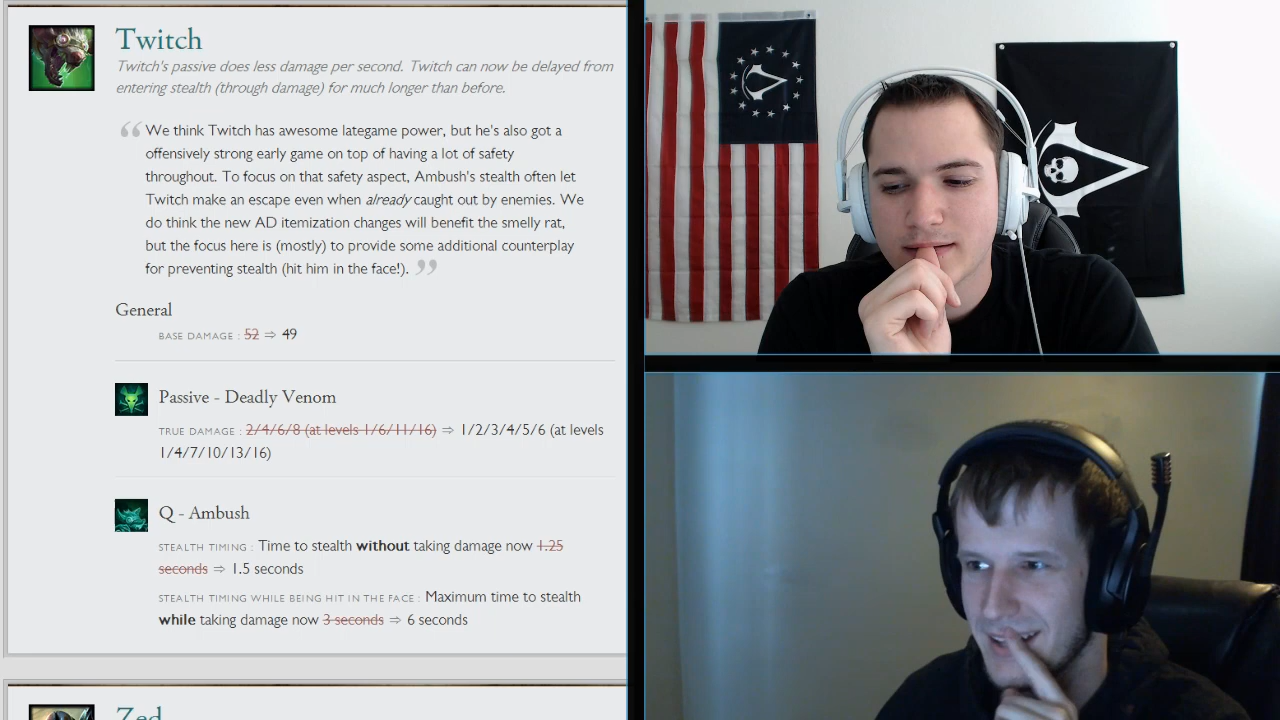 Twitch
Twitch's passive does less damage per second. Twitch can now be delayed from
entering stealth (through damage) for much longer than before.
“ We think Twitch has awesome lategame power, but he's also got a
offensively strong early game on top of having a lot of safety
throughout. To focus on that safety aspect, Ambush's stealth often let
Twitch make an escape even when already caught out by enemies. We
do think the new AD itemization changes will benefit the smelly rat,
but the focus here is (mostly) to provide some additional counterplay
for preventing stealth (hit him in the face!). ”
General
BASE DAMAGE : 52 ⇒ 49
Passive - Deadly Venom
TRUE DAMAGE : 2/4/6/8 (at levels 1/6/11/16) ⇒ 1/2/3/4/5/6 (at levels
1/4/7/10/13/16)
Q - Ambush
STEALTH TIMING : Time to stealth without taking damage now 1.25
seconds ⇒ 1.5 seconds
STEALTH TIMING WHILE BEING HIT IN THE FACE : Maximum time to stealth
while taking damage now 3 seconds ⇒ 6 seconds
Zed